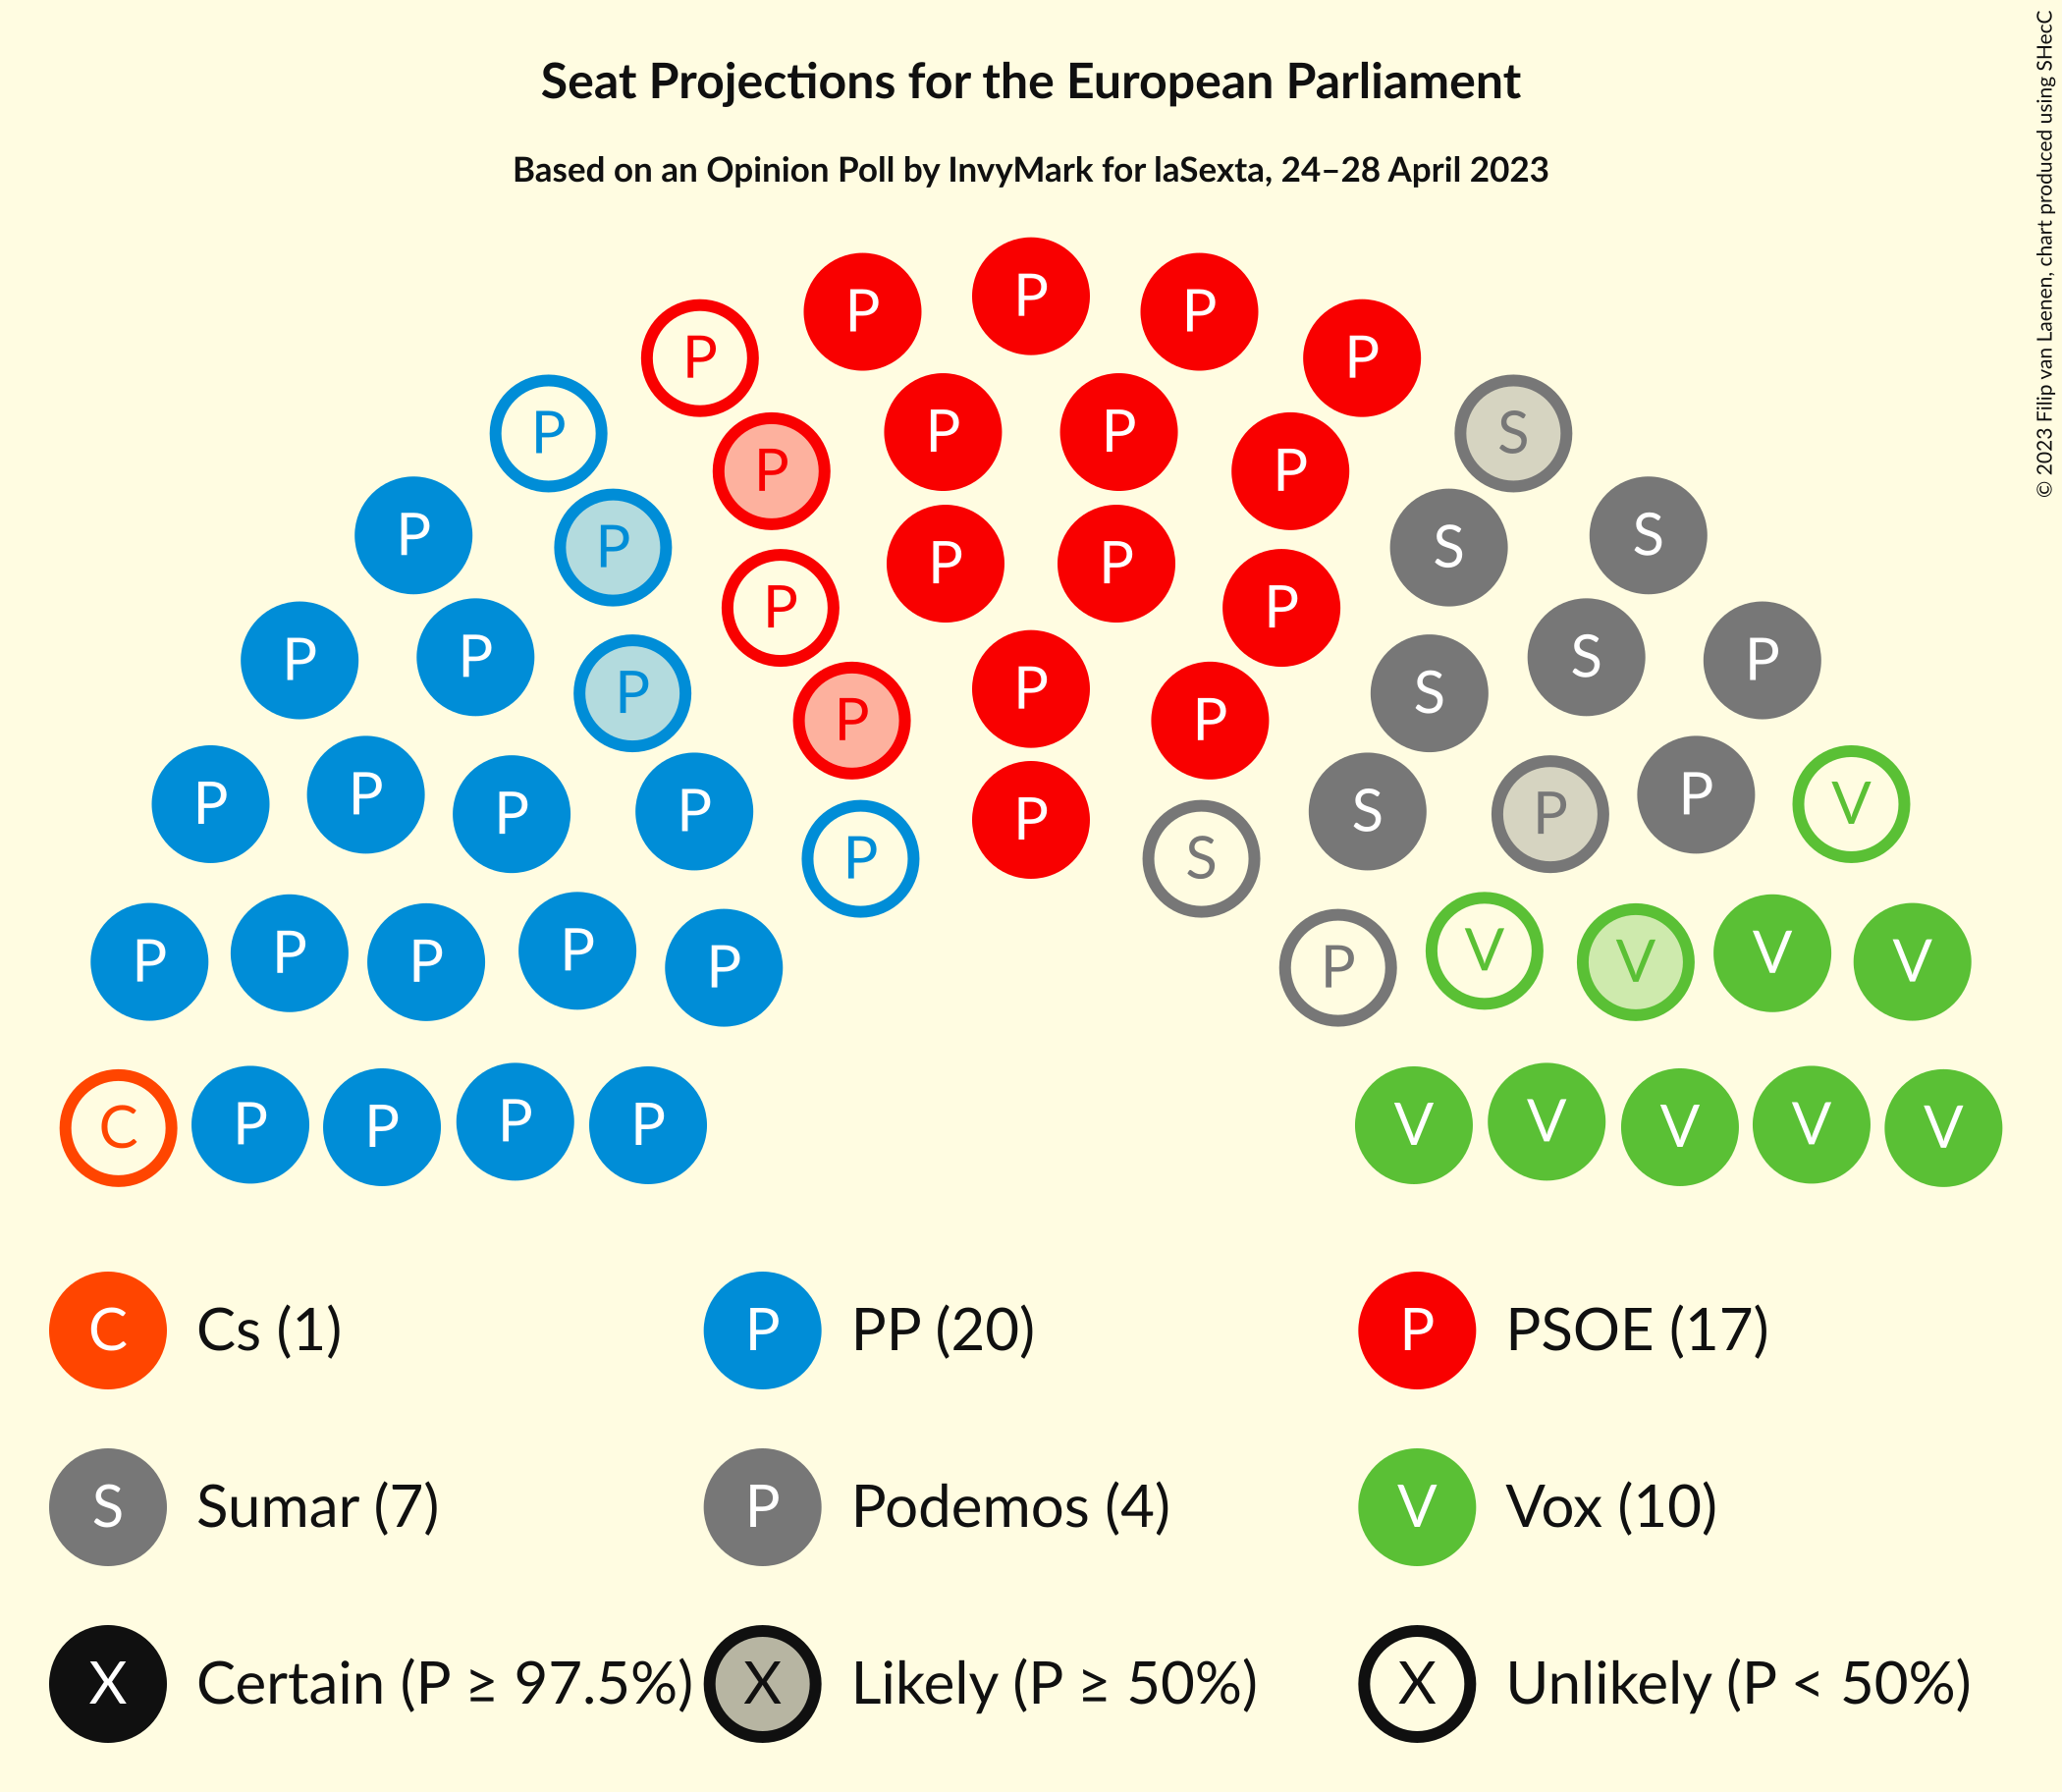 Seat Projections for the European Parliament
Based on an Opinion Poll by InvyMark for laSexta, 24–28 April 2023
© 2023 Filip van Laenen, chart produced using SHecC
P
P P
P P
P P S
P P P
P P P S S
P P
P P P S
P P P P S P
P P S
P P
P P P S P V
P P P S P
P S
P P P V V
P P V
P P P V V
C P P P P V V V V V
C Cs (1) P PP (20) P PSOE (17)
S Sumar (7) P Podemos (4) V Vox (10)
X Certain (P ≥ 97.5%) X Likely (P ≥ 50%) X Unlikely (P < 50%)